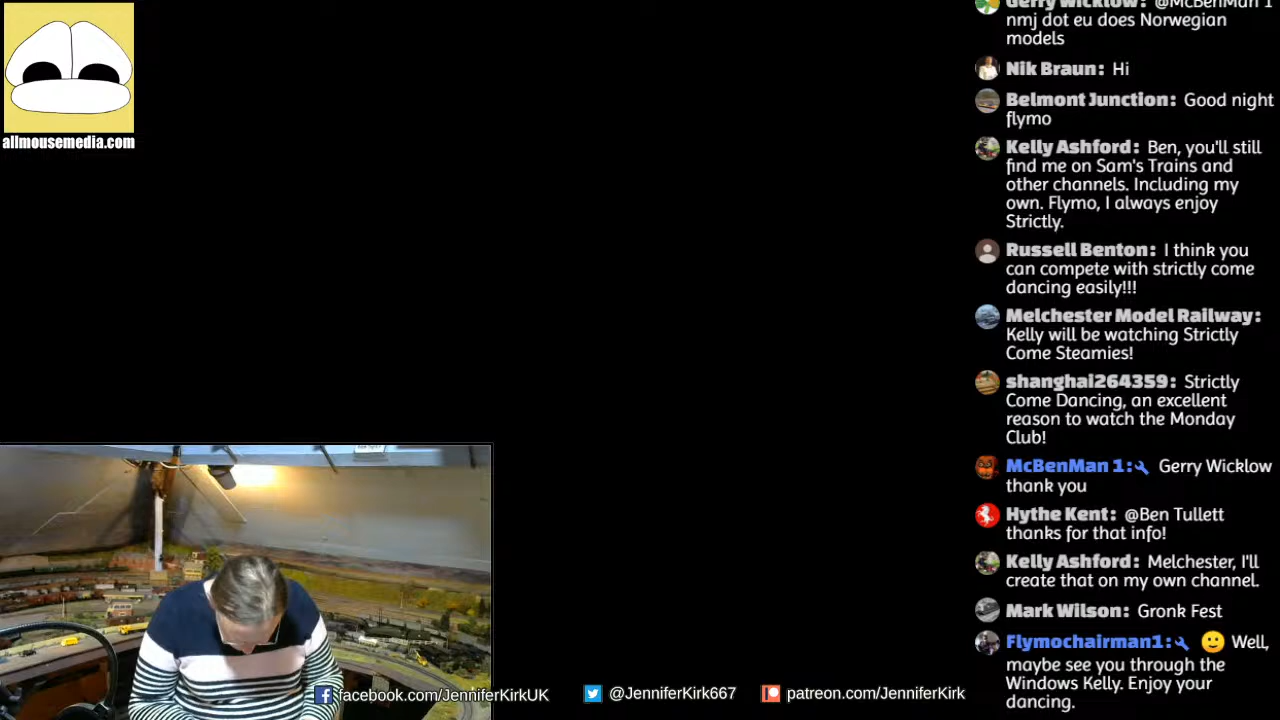 allmousemedia.com
Gerry Wicklow: @McBenMan 1
nmj dot eu does Norwegian
models
Nik Braun: Hi
Belmont Junction: Good night
flymo
Kelly Ashford: Ben, you'll still
find me on Sam's Trains and
other channels. Including my
own. Flymo, I always enjoy
Strictly.
Russell Benton: I think you
can compete with strictly come
dancing easily!!!
Melchester Model Railway:
Kelly will be watching Strictly
Come Steamies!
shanghai264359: Strictly
Come Dancing, an excellent
reason to watch the Monday
Club!
McBenMan 1: Gerry Wicklow
thank you
Hythe Kent: @Ben Tullett
thanks for that info!
Kelly Ashford: Melchester, I'll
create that on my own channel.
Mark Wilson: Gronk Fest
Flymochairman1: 🙂 Well,
maybe see you through the
Windows Kelly. Enjoy your
dancing.
facebook.com/JenniferKirkUK @JenniferKirk667 patreon.com/JenniferKirk